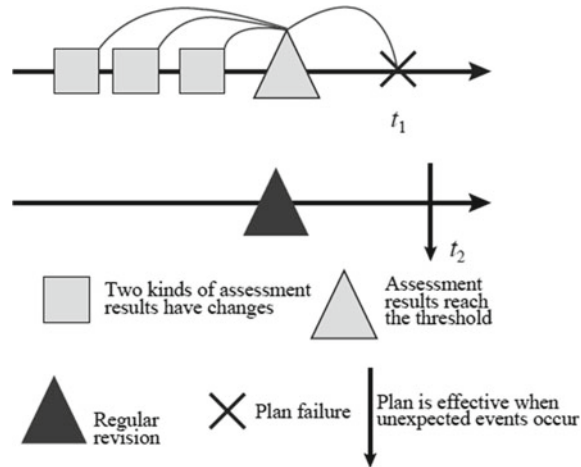 t1
t2
Two kinds of assessment
results have changes
Assessment
results reach
the threshold
Regular
revision
Plan failure
Plan is effective when
unexpected events occur